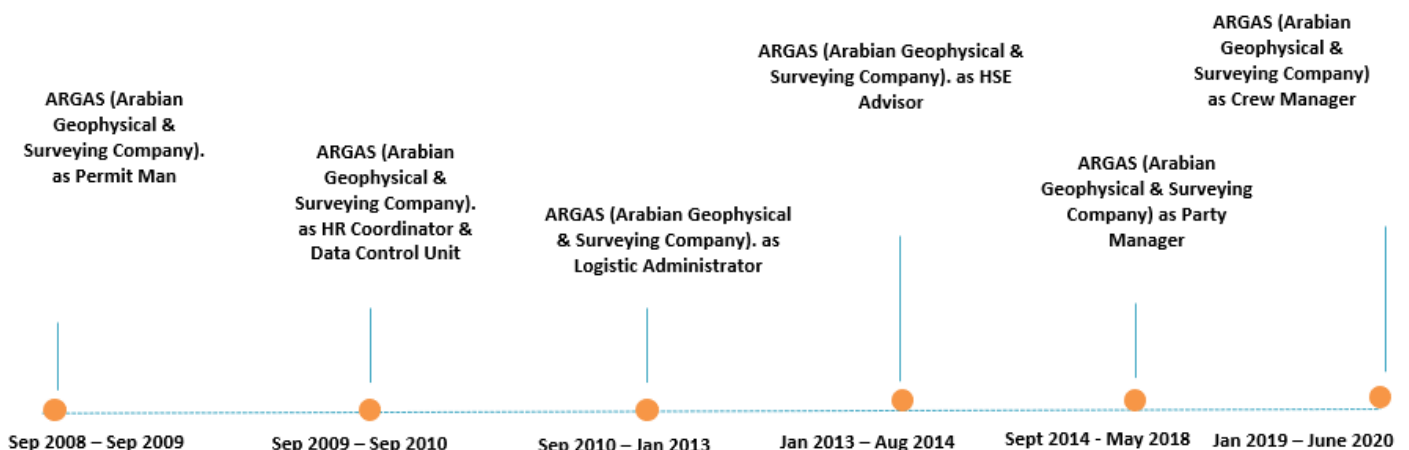 ARGAS (Arabian
Geophysical &
Surveying Company).
as Permit Man
ARGAS (Arabian
Geophysical &
Surveying Company).
as HR Coordinator &
Data Control Unit
ARGAS (Arabian Geophysical
& Surveying Company). as
Logistic Administrator
ARGAS (Arabian Geophysical &
Surveying Company). as HSE
Advisor
ARGAS (Arabian
Geophysical & Surveying
Company) as Party
Manager
ARGAS (Arabian
Geophysical &
Surveying Company)
as Crew Manager
Sep 2008 – Sep 2009
Sep 2009 – Sep 2010
Sep 2010 – Jan 2013
Jan 2013 – Aug 2014
Sept 2014 - May 2018
Jan 2019 – June 2020